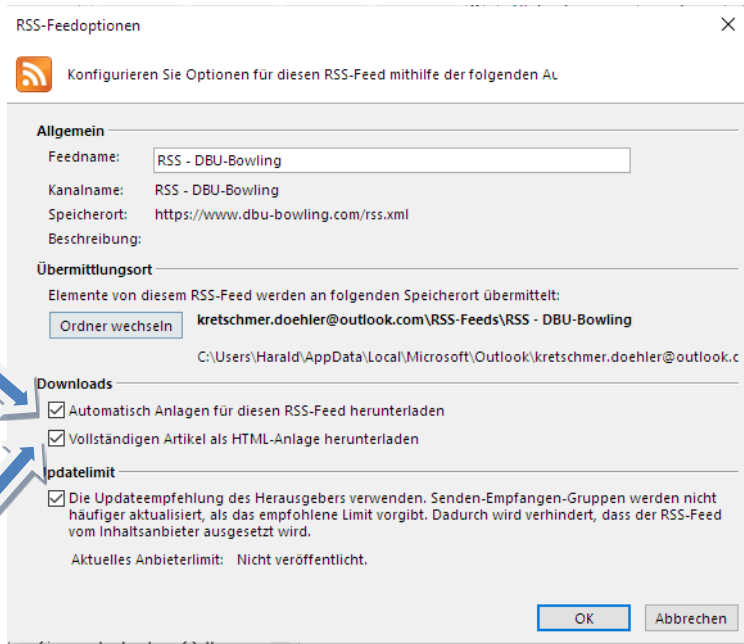 RSS-Feedoptionen
Konfigurieren Sie Optionen für diesen RSS-Feed mithilfe der folgenden
Allgemein
Feedname: RSS - DBU-Bowling
Kanalname: RSS - DBU-Bowling
Speicherort: https://www.dbu-bowling.com/rss.xml
Beschreibung:
Übermittlungsort
Elemente von diesem RSS-Feed werden an folgenden Speicherort übermittelt:
Ordner wechseln kretschmer.doehler@outlook.com\RSS-Feeds\RSS - DBU-Bowling
C:\Users\Harald\AppData\Local\Microsoft\Outlook\kretschmer.doehler@outlook.c
Downloads
Automatisch Anlagen für diesen RSS-Feed herunterladen
Vollständigen Artikel als HTML-Anlage herunterladen
pdatelimit
Die Updateempfehlung des Herausgebers verwenden. Senden-Empfangen-Gruppen werden nicht
häufiger aktualisiert, als das empfohlene Limit vorgibt. Dadurch wird verhindert, dass der RSS-Feed
vom Inhaltsanbieter ausgesetzt wird.
Aktuelles Anbieterlimit: Nicht veröffentlicht.
OK Abbrechen